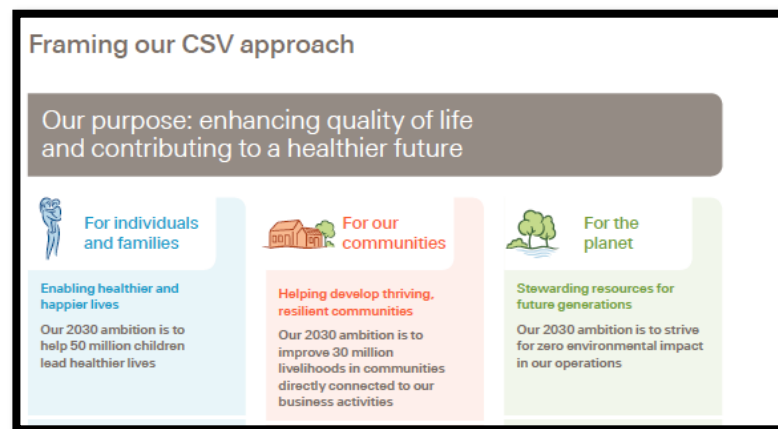 Framing our CSV approach
Our purpose: enhancing quality of life
and contributing to a healthier future
For individuals
and families
Enabling healthier and
happier lives
Our 2030 ambition is to
help 50 million children
lead healthier lives
For our
communities
Helping develop thriving,
resilient communities
Our 2030 ambition is to
improve 30 million
livelihoods in communities
directly connected to our
business activities
For the
planet
Stewarding resources for
future generations
Our 2030 ambition is to strive
for zero environmental impact
in our operations